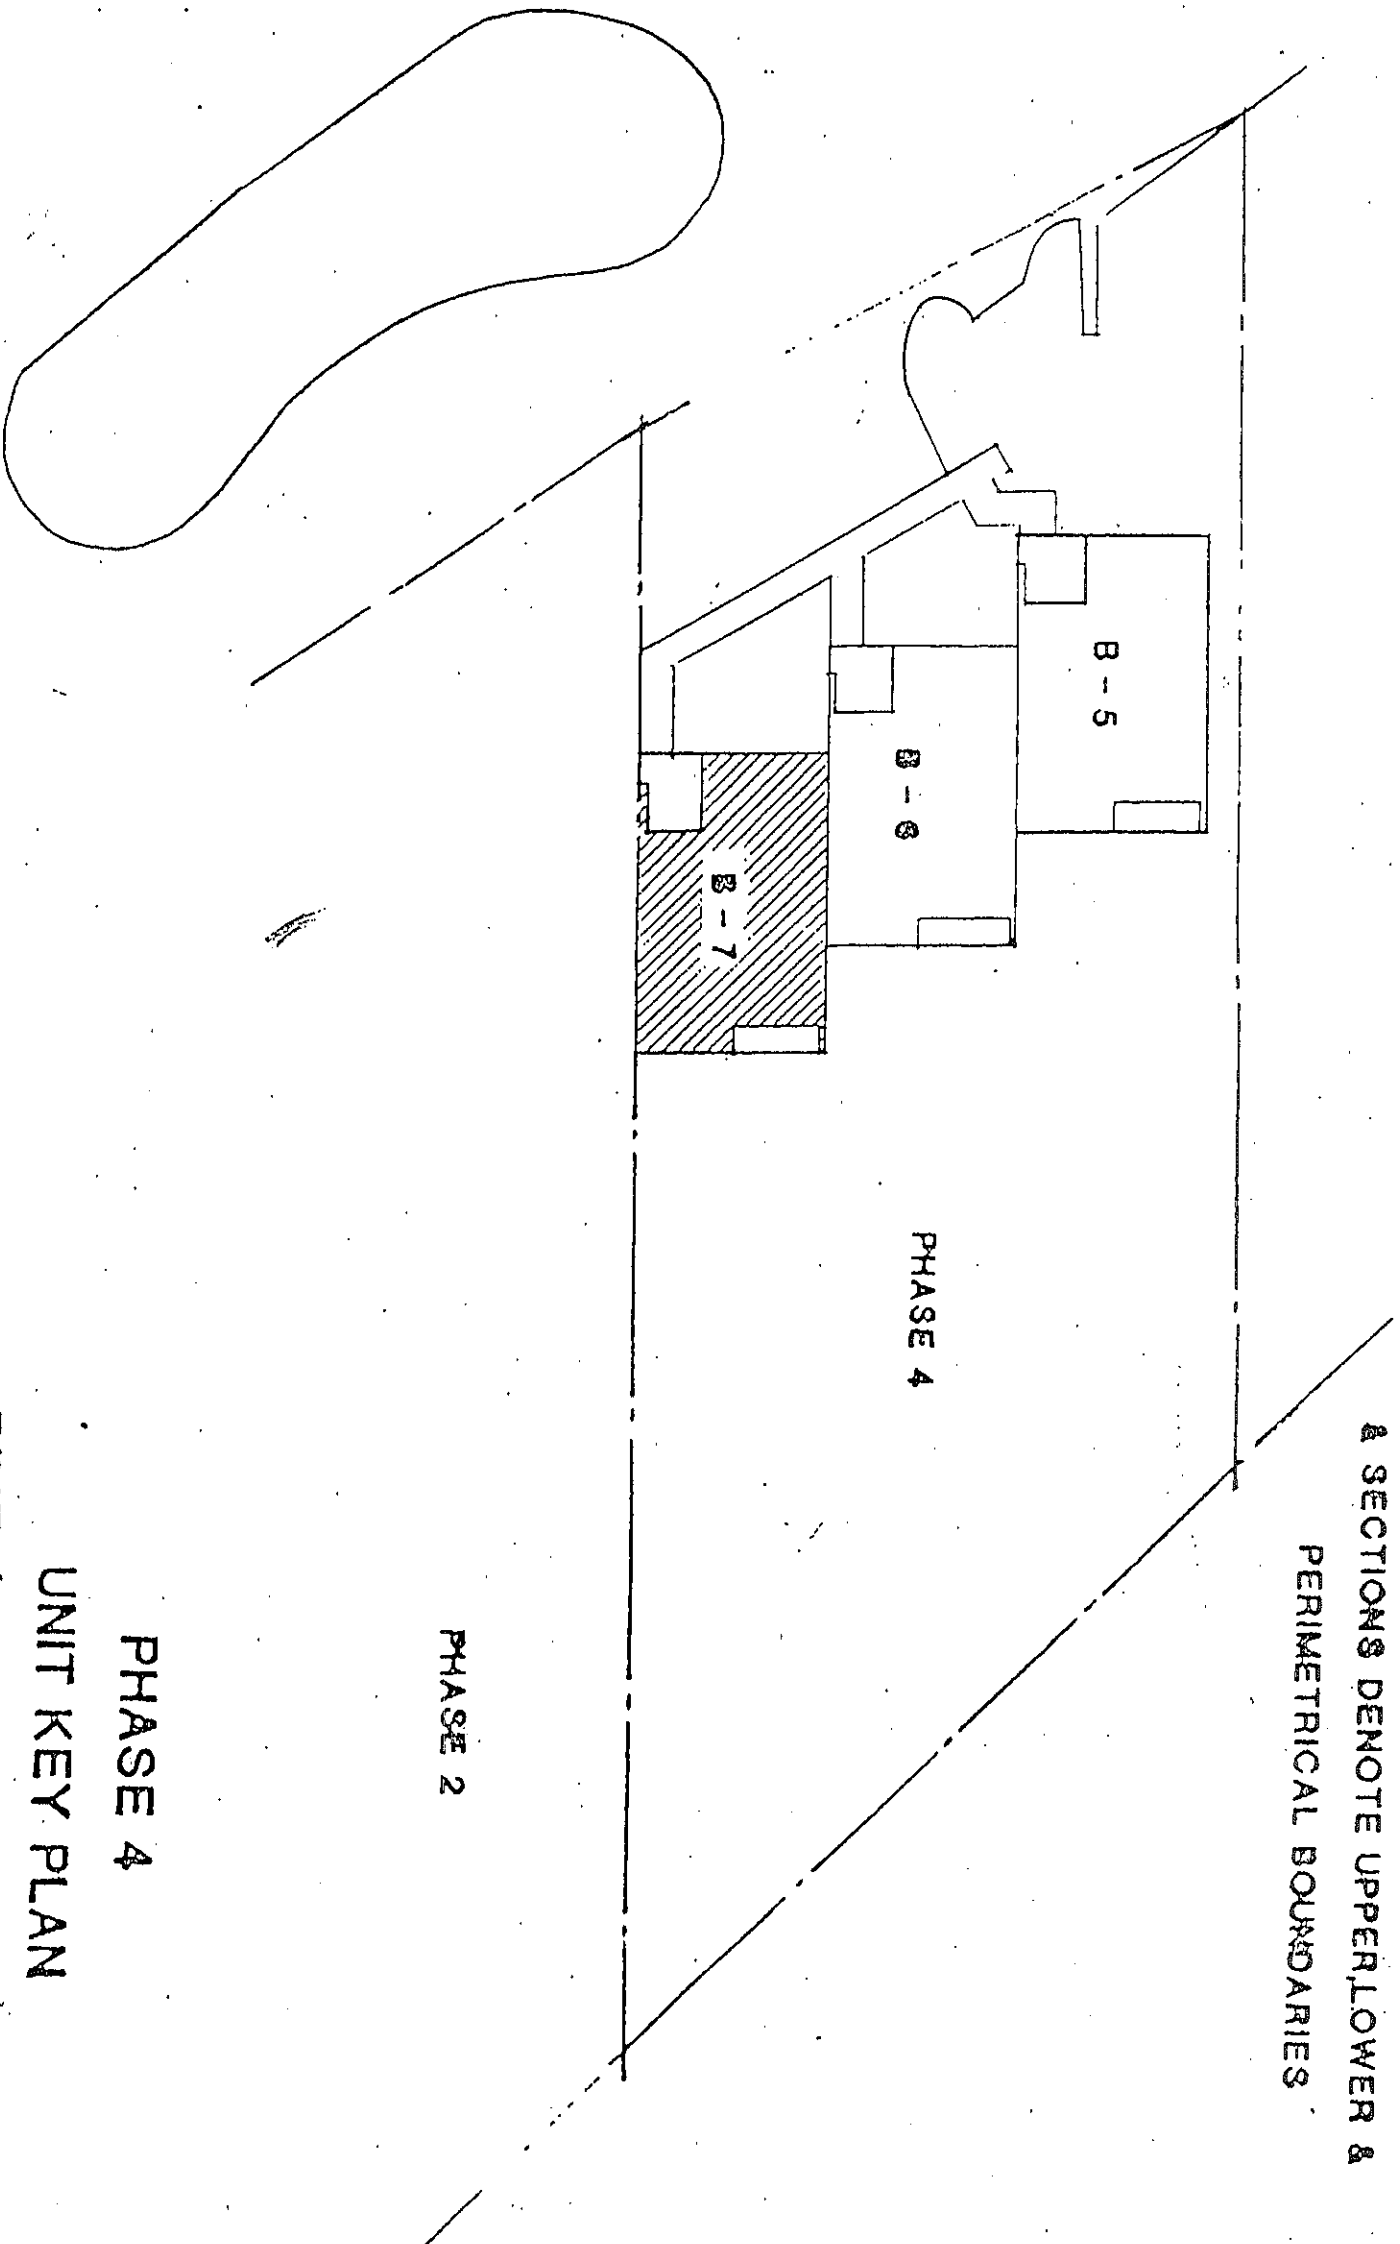 & SECTIONS DENOTE UPPER, LOWER &
PERIMETRICAL BOUNDARIES
B-5
B-6
B-7
PHASE 4
PHASE 2
PHASE 4
UNIT KEY PLAN